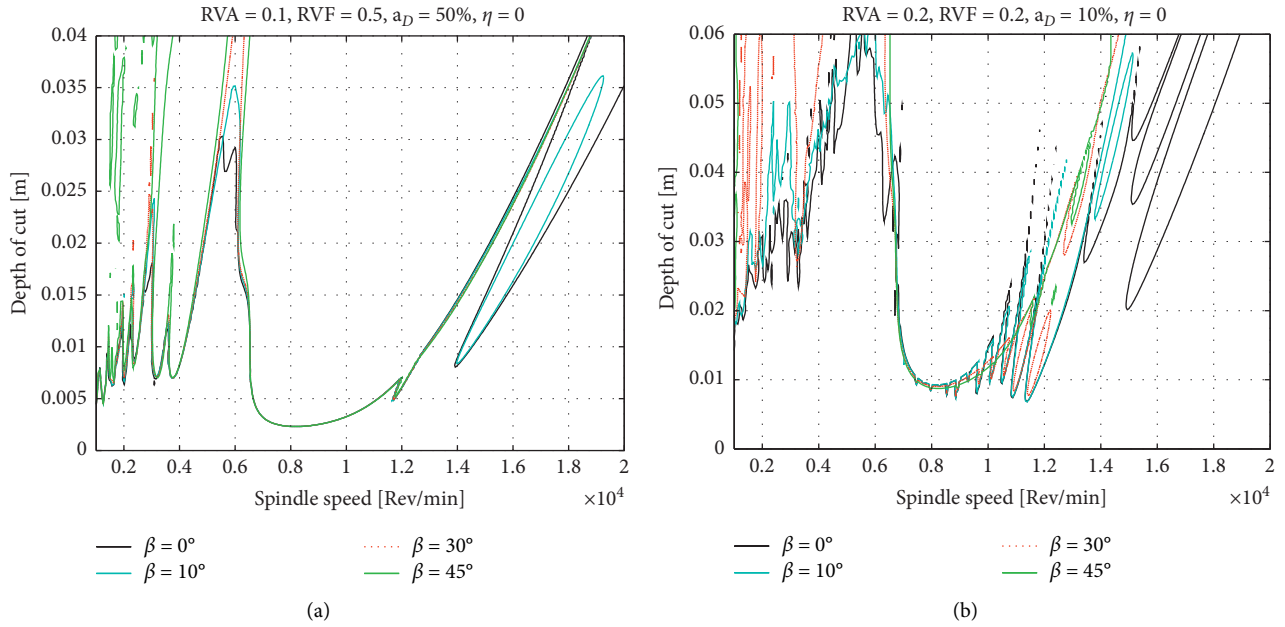 RVA = 0.1, RVF = 0.5, a_D = 50%, η = 0
0.04
0.035
0.03
0.025
0.02
0.015
0.01
0.005
0
Depth of cut [m]
0.2 0.4 0.6 0.8 1 1.2 1.4 1.6 1.8 2
Spindle speed [Rev/min]
×10⁴
β = 0°
β = 10°
β = 30°
β = 45°
(a)
RVA = 0.2, RVF = 0.2, a_D = 10%, η = 0
0.06
0.05
0.04
0.03
0.02
0.01
0
Depth of cut [m]
0.2 0.4 0.6 0.8 1 1.2 1.4 1.6 1.8 2
Spindle speed [Rev/min]
×10⁴
β = 0°
β = 10°
β = 30°
β = 45°
(b)